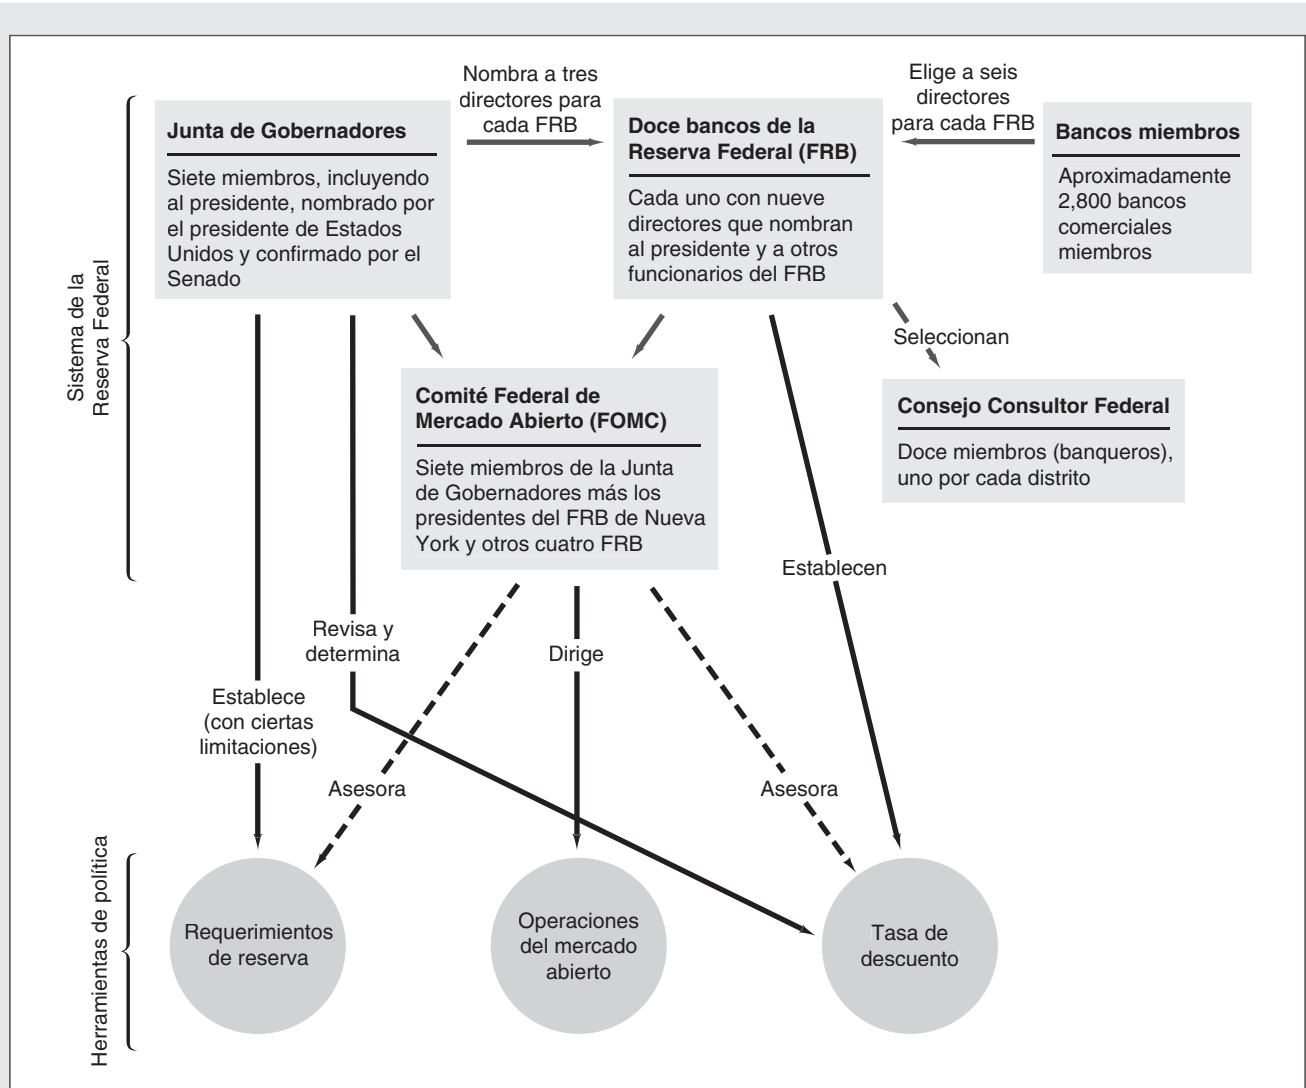 Nombra a tres
directores para
cada FRB
Elige a seis
directores
para cada FRB
Junta de Gobernadores
Siete miembros, incluyendo
al presidente, nombrado por
el presidente de Estados
Unidos y confirmado por el
Senado
Doce bancos de la
Reserva Federal (FRB)
Cada uno con nueve
directores que nombran
al presidente y a otros
funcionarios del FRB
Bancos miembros
Aproximadamente
2,800 bancos
comerciales
miembros
Sistema de la
Reserva Federal
Seleccionan
Comité Federal de
Mercado Abierto (FOMC)
Siete miembros de la Junta
de Gobernadores más los
presidentes del FRB de Nueva
York y otros cuatro FRB
Consejo Consultor Federal
Doce miembros (banqueros),
uno por cada distrito
Establecen
Revisa y
determina
Dirige
Establece
(con ciertas
limitaciones)
Asesora
Asesora
Herramientas de política
Requerimientos
de reserva
Operaciones
del mercado
abierto
Tasa de
descuento